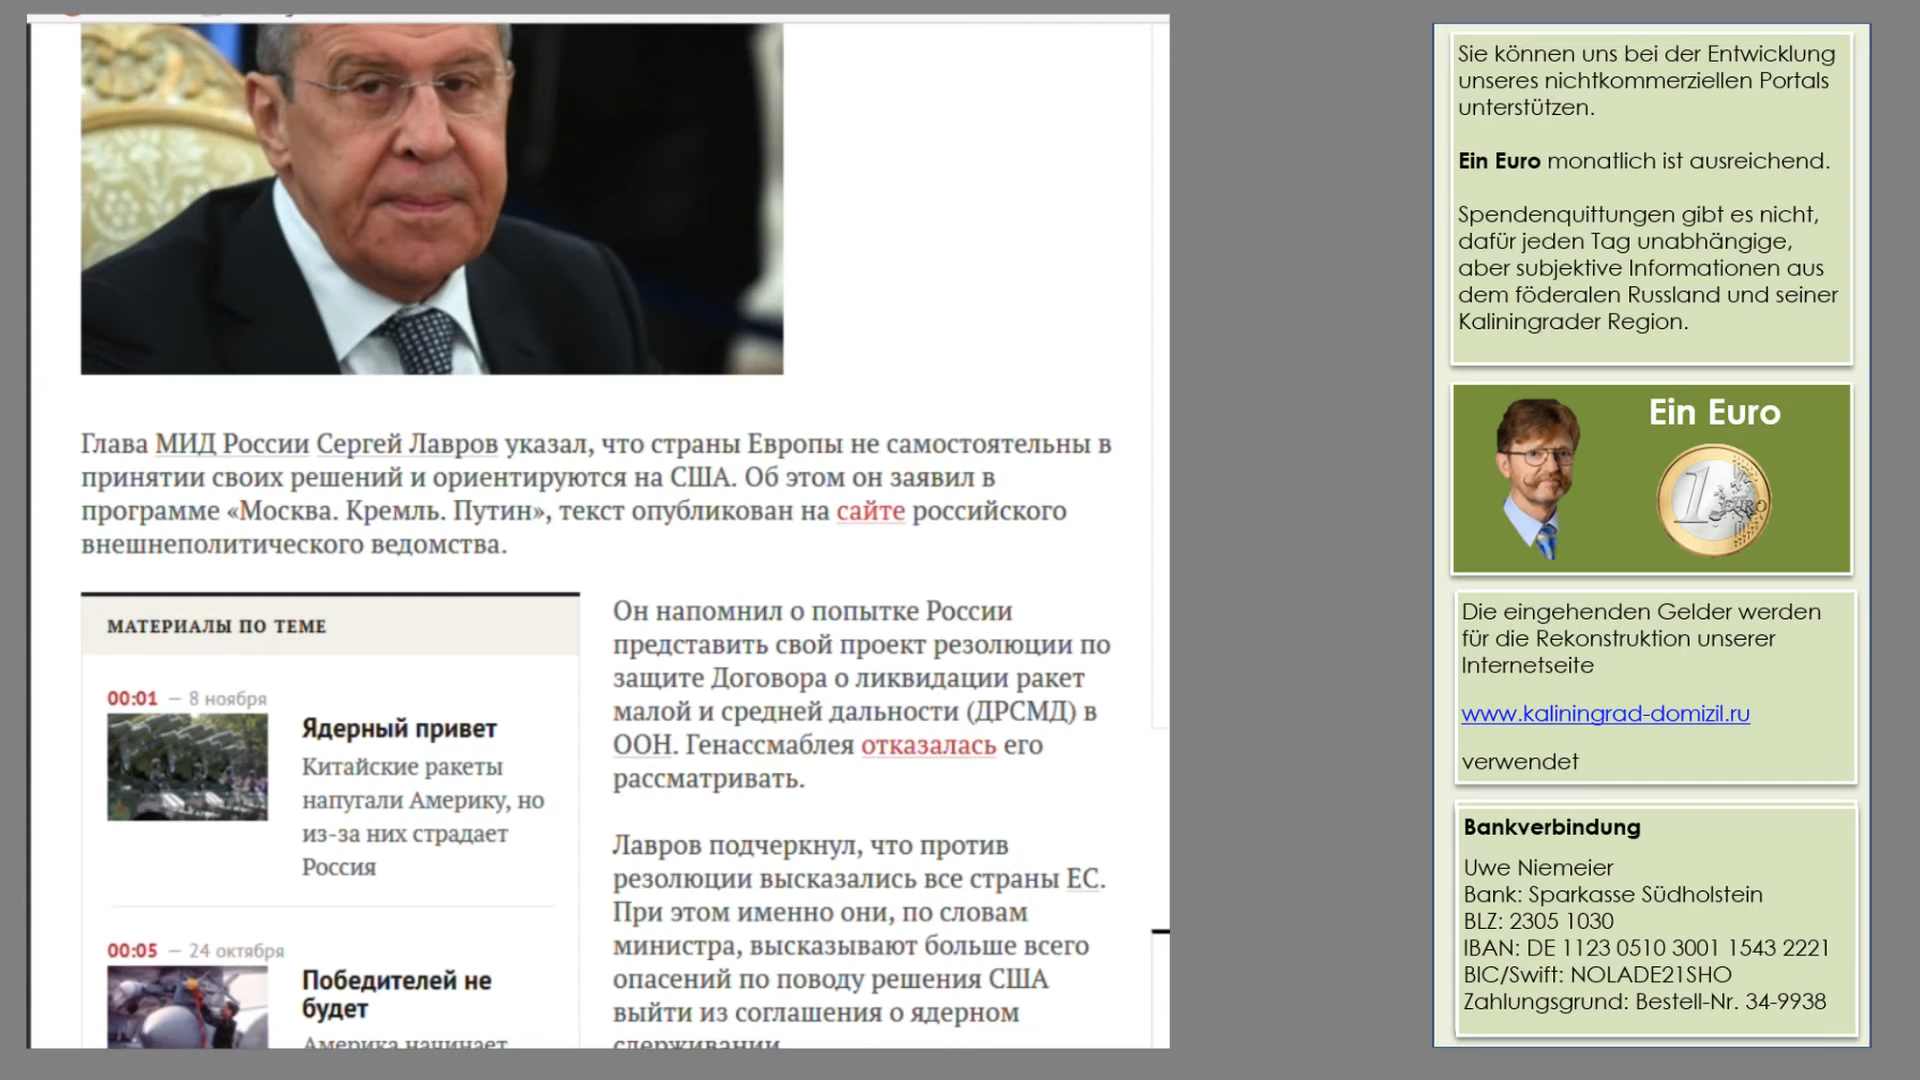 Глава МИД России Сергей Лавров указал, что страны Европы не самостоятельны в
принятии своих решений и ориентируются на США. Об этом он заявил в
программе «Москва. Кремль. Путин», текст опубликован на сайте российского
внешнеполитического ведомства.
МАТЕРИАЛЫ ПО ТЕМЕ
00:01 — 8 ноября
Ядерный привет
Китайские ракеты
напугали Америку, но
из-за них страдает
Россия
00:05 — 24 октября
Победителей не
будет
Америка начинает
Он напомнил о попытке России
представить свой проект резолюции по
защите Договора о ликвидации ракет
малой и средней дальности (ДРСМД) в
ООН. Генассмаблея отказалась его
рассматривать.
Лавров подчеркнул, что против
резолюции высказались все страны ЕС.
При этом именно они, по словам
министра, высказывают больше всего
опасений по поводу решения США
выйти из соглашения о ядерном
сдерживании.
Sie können uns bei der Entwicklung
unseres nichtkommerziellen Portals
unterstützen.
Ein Euro monatlich ist ausreichend.
Spendenquittungen gibt es nicht,
dafür jeden Tag unabhängige,
aber subjektive Informationen aus
dem föderalen Russland und seiner
Kaliningrader Region.
Ein Euro
1 EURO
Die eingehenden Gelder werden
für die Rekonstruktion unserer
Internetseite
www.kaliningrad-domizil.ru
verwendet
Bankverbindung
Uwe Niemeier
Bank: Sparkasse Südholstein
BLZ: 2305 1030
IBAN: DE 1123 0510 3001 1543 2221
BIC/Swift: NOLADE21SHO
Zahlungsgrund: Bestell-Nr. 34-9938